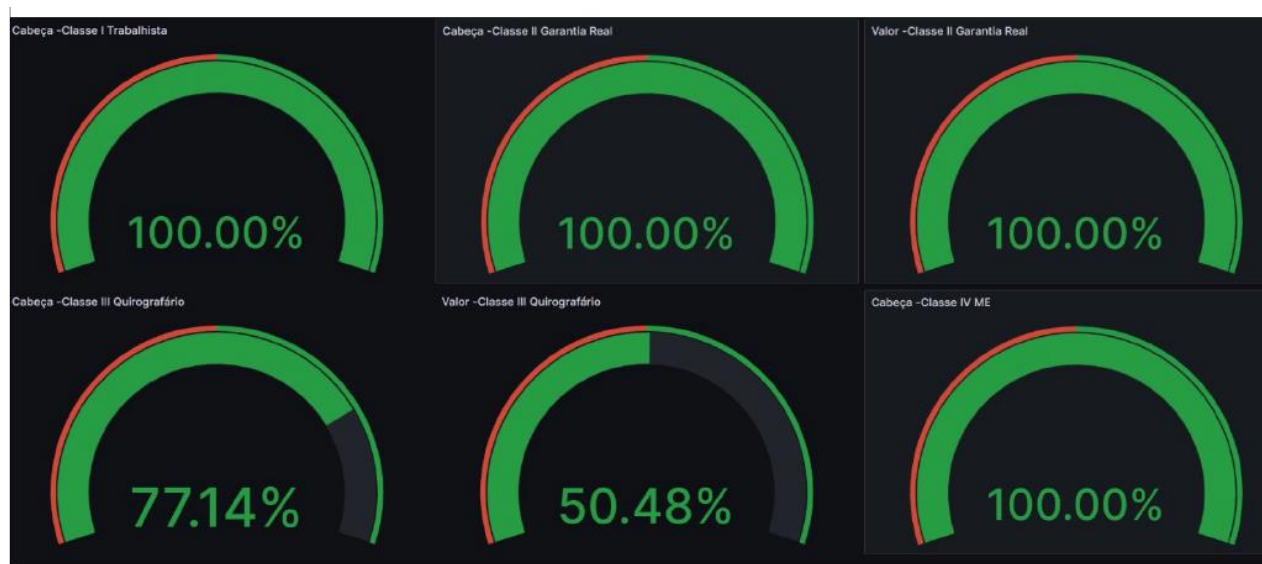 Cabeça -Classe I Trabalhista
100.00%
Cabeça -Classe II Garantia Real
100.00%
Valor -Classe II Garantia Real
100.00%
Cabeça -Classe III Quirografário
77.14%
Valor -Classe III Quirografário
50.48%
Cabeça -Classe IV ME
100.00%